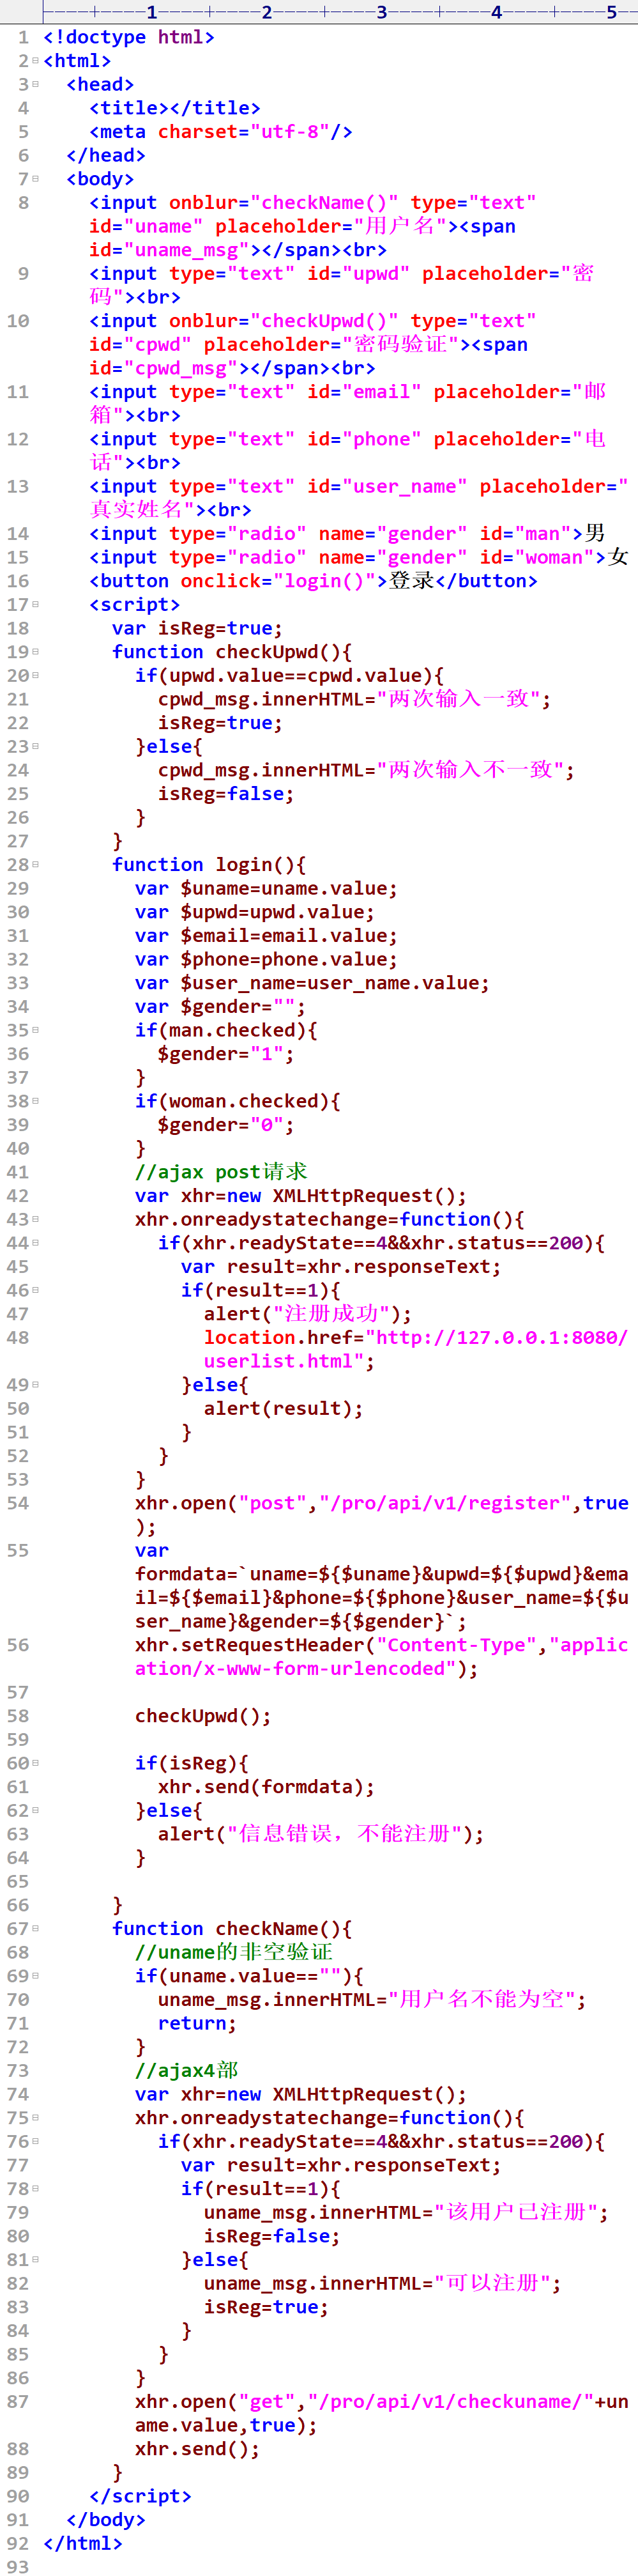 1 2 3 4 5
1 <!doctype html>
2 <html>
3 <head>
4 <title></title>
5 <meta charset="utf-8"/>
6 </head>
7 <body>
8 <input onblur="checkName()" type="text"
id="uname" placeholder="用户名"><span
id="uname_msg"></span><br>
9 <input type="text" id="upwd" placeholder="密
码"><br>
10 <input onblur="checkUpwd()" type="text"
id="cpwd" placeholder="密码验证"><span
id="cpwd_msg"></span><br>
11 <input type="text" id="email" placeholder="邮
箱"><br>
12 <input type="text" id="phone" placeholder="电
话"><br>
13 <input type="text" id="user_name" placeholder="
真实姓名"><br>
14 <input type="radio" name="gender" id="man">男
15 <input type="radio" name="gender" id="woman">女
16 <button onclick="login()">登录</button>
17 <script>
18 var isReg=true;
19 function checkUpwd(){
20 if(upwd.value==cpwd.value){
21 cpwd_msg.innerHTML="两次输入一致";
22 isReg=true;
23 }else{
24 cpwd_msg.innerHTML="两次输入不一致";
25 isReg=false;
26 }
27 }
28 function login(){
29 var $uname=uname.value;
30 var $upwd=upwd.value;
31 var $email=email.value;
32 var $phone=phone.value;
33 var $user_name=user_name.value;
34 var $gender="";
35 if(man.checked){
36 $gender="1";
37 }
38 if(woman.checked){
39 $gender="0";
40 }
41 //ajax post请求
42 var xhr=new XMLHttpRequest();
43 xhr.onreadystatechange=function(){
44 if(xhr.readyState==4&&xhr.status==200){
45 var result=xhr.responseText;
46 if(result==1){
47 alert("注册成功");
48 location.href="http://127.0.0.1:8080/
userlist.html";
49 }else{
50 alert(result);
51 }
52 }
53 }
54 xhr.open("post","/pro/api/v1/register",true
);
55 var
formdata=`uname=${$uname}&upwd=${$upwd}&ema
il=${$email}&phone=${$phone}&user_name=${$u
ser_name}&gender=${$gender}`;
56 xhr.setRequestHeader("Content-Type","applic
ation/x-www-form-urlencoded");
57
58 checkUpwd();
59
60 if(isReg){
61 xhr.send(formdata);
62 }else{
63 alert("信息错误，不能注册");
64 }
65
66 }
67 function checkName(){
68 //uname的非空验证
69 if(uname.value==""){
70 uname_msg.innerHTML="用户名不能为空";
71 return;
72 }
73 //ajax4部
74 var xhr=new XMLHttpRequest();
75 xhr.onreadystatechange=function(){
76 if(xhr.readyState==4&&xhr.status==200){
77 var result=xhr.responseText;
78 if(result==1){
79 uname_msg.innerHTML="该用户已注册";
80 isReg=false;
81 }else{
82 uname_msg.innerHTML="可以注册";
83 isReg=true;
84 }
85 }
86 }
87 xhr.open("get","/pro/api/v1/checkuname/"+un
ame.value,true);
88 xhr.send();
89 }
90 </script>
91 </body>
92 </html>
93